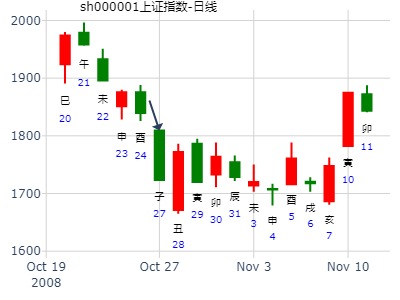 sh000001上证指数-日线
2000
1900
1800
1700
1600
巳
20
午
21
未
22
申
23
酉
24
子
27
丑
28
寅
29
卯
30
辰
31
未
3
申
4
酉
5
戌
6
亥
7
寅
10
卯
11
Oct 19
2008
Oct 27
Nov 3
Nov 10